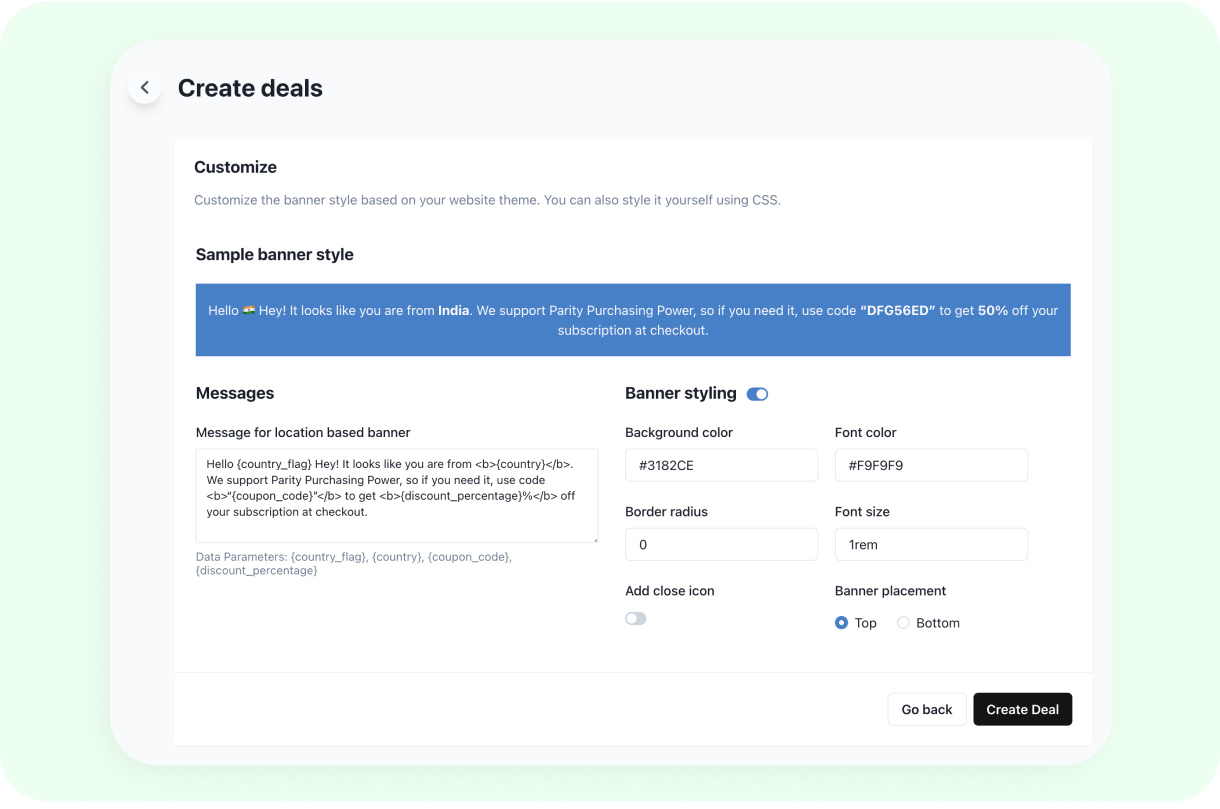 Create deals
Customize
Customize the banner style based on your website theme. You can also style it yourself using CSS.
Sample banner style
Hello 🇮🇳 Hey! It looks like you are from India. We support Parity Purchasing Power, so if you need it, use code “DFG56ED” to get 50% off your
subscription at checkout.
Messages
Message for location based banner
Hello {country_flag} Hey! It looks like you are from <b>{country}</b>.
We support Parity Purchasing Power, so if you need it, use code
<b>“{coupon_code}”</b> to get <b>{discount_percentage}%</b> off
your subscription at checkout.
Data Parameters: {country_flag}, {country}, {coupon_code},
{discount_percentage}
Banner styling
Background color
Font color
#3182CE
#F9F9F9
Border radius
Font size
0
1rem
Add close icon
Banner placement
Top
Bottom
Go back
Create Deal